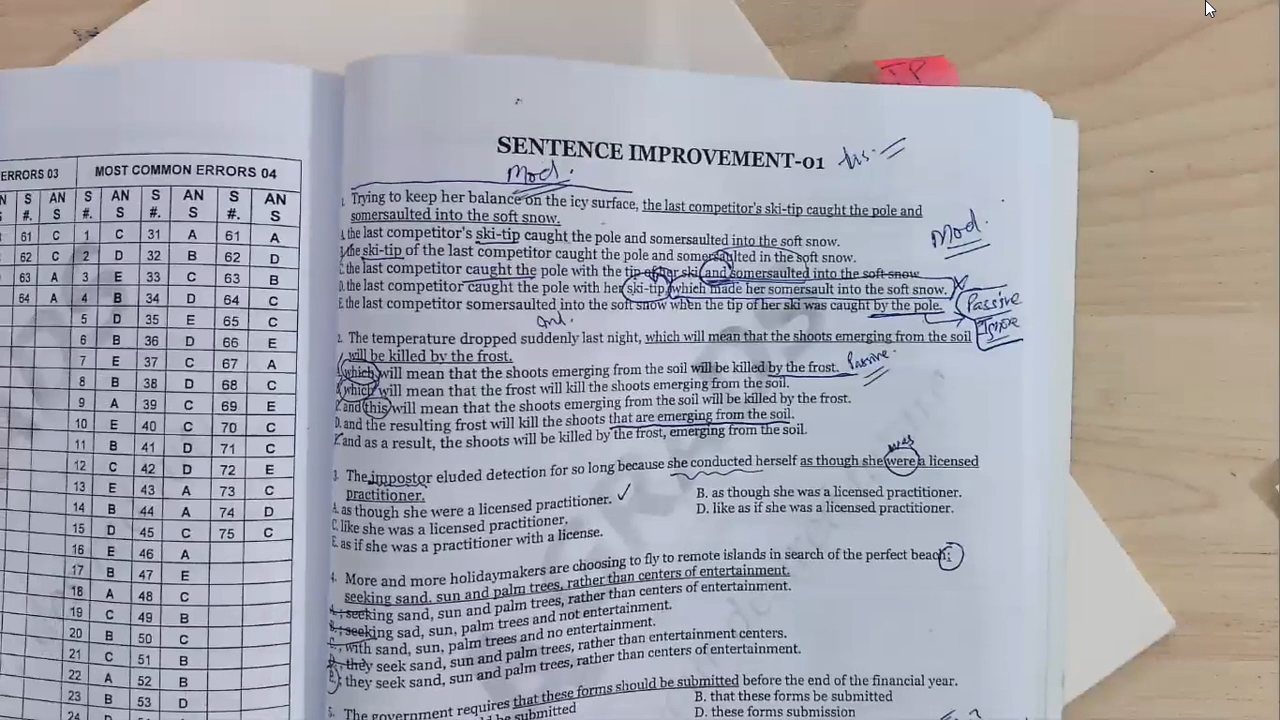 ERRORS 03
MOST COMMON ERRORS 04
N S #. AN S S #. AN S S #. AN S S #. AN S
61 C 1 C 31 A 61 A
62 C 2 D 32 B 62 D
63 A 3 E 33 C 63 B
64 A 4 B 34 D 64 C
5 D 35 E 65 C
6 B 36 D 66 E
7 E 37 C 67 A
8 B 38 D 68 C
9 A 39 C 69 E
10 E 40 C 70 C
11 B 41 D 71 C
12 C 42 D 72 E
13 E 43 A 73 C
14 B 44 A 74 D
15 D 45 C 75 C
16 E 46 A
17 B 47 E
18 A 48 C
19 C 49 B
20 B 50 C
21 C 51 B
22 A 52 B
23 B 53 D
24
SENTENCE IMPROVEMENT-01
Mod.
1. Trying to keep her balance on the icy surface, the last competitor's ski-tip caught the pole and
somersaulted into the soft snow.
A. the last competitor's ski-tip caught the pole and somersaulted into the soft snow.
the ski-tip of the last competitor caught the pole and somersaulted in the soft snow.
C. the last competitor caught the pole with the tip of her ski and somersaulted into the soft snow
D. the last competitor caught the pole with her ski-tip, which made her somersault into the soft snow.
E. the last competitor somersaulted into the soft snow when the tip of her ski was caught by the pole.
Mod.
Passive
and.
2. The temperature dropped suddenly last night, which will mean that the shoots emerging from the soil
will be killed by the frost.
which will mean that the shoots emerging from the soil will be killed by the frost. Passive.
which will mean that the frost will kill the shoots emerging from the soil.
and this will mean that the shoots emerging from the soil will be killed by the frost.
D. and the resulting frost will kill the shoots that are emerging from the soil.
and as a result, the shoots will be killed by the frost, emerging from the soil.
was
3. The impostor eluded detection for so long because she conducted herself as though she were a licensed
practitioner.
A. as though she were a licensed practitioner. ✓ B. as though she was a licensed practitioner.
C. like she was a licensed practitioner. D. like as if she was a licensed practitioner.
E. as if she was a practitioner with a license.
4. More and more holidaymakers are choosing to fly to remote islands in search of the perfect beach;
seeking sand, sun and palm trees, rather than centers of entertainment.
A. ; seeking sand, sun and palm trees, rather than centers of entertainment.
B. ; seeking sad, sun, palm trees and not entertainment.
C. , with sand, sun, palm trees and no entertainment.
D. , they seek sand, sun and palm trees, rather than entertainment centers.
E. ; they seek sand, sun and palm trees, rather than centers of entertainment.
5. The government requires that these forms should be submitted before the end of the financial year.
be submitted B. that these forms be submitted
D. these forms submission